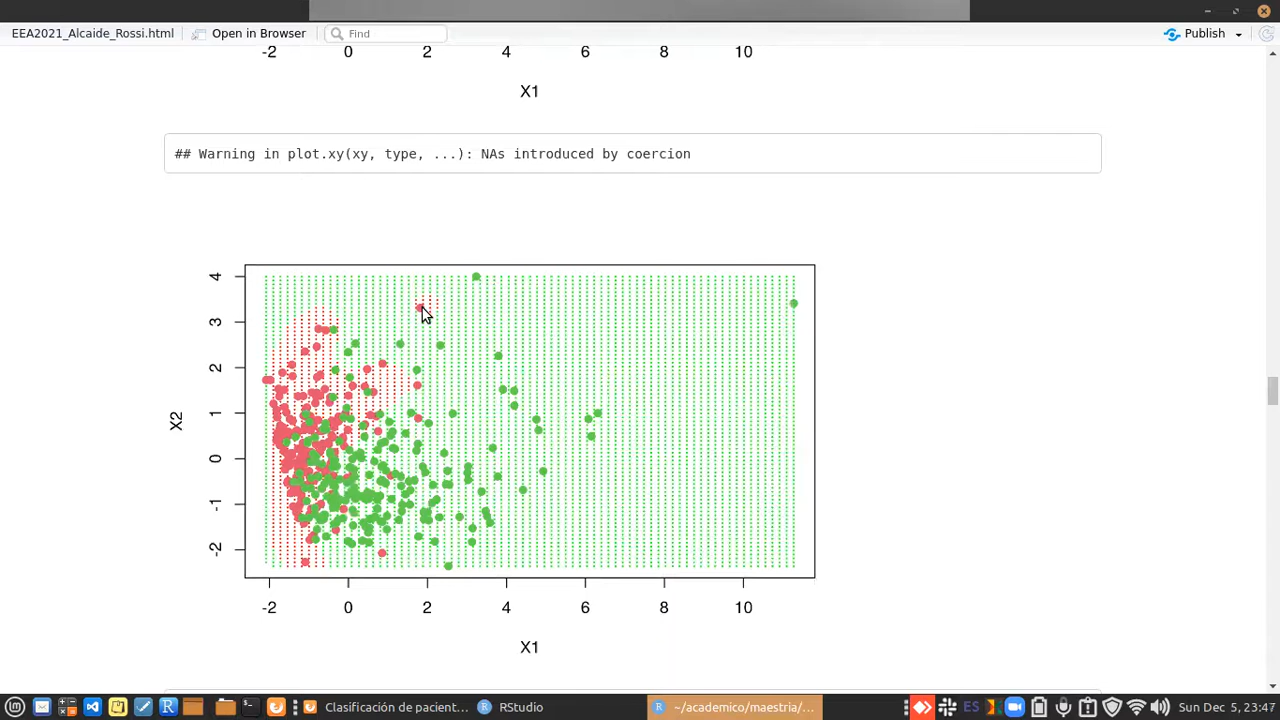 EEA2021_Alcaide_Rossi.html Open in Browser Find Publish
-2 0 2 4 6 8 10
X1
## Warning in plot.xy(xy, type, ...): NAs introduced by coercion
4
3
2
1
0
-1
-2
X2
-2 0 2 4 6 8 10
X1
Clasificación de pacient... RStudio ~/academico/maestria/... ES Sun Dec 5, 23:47